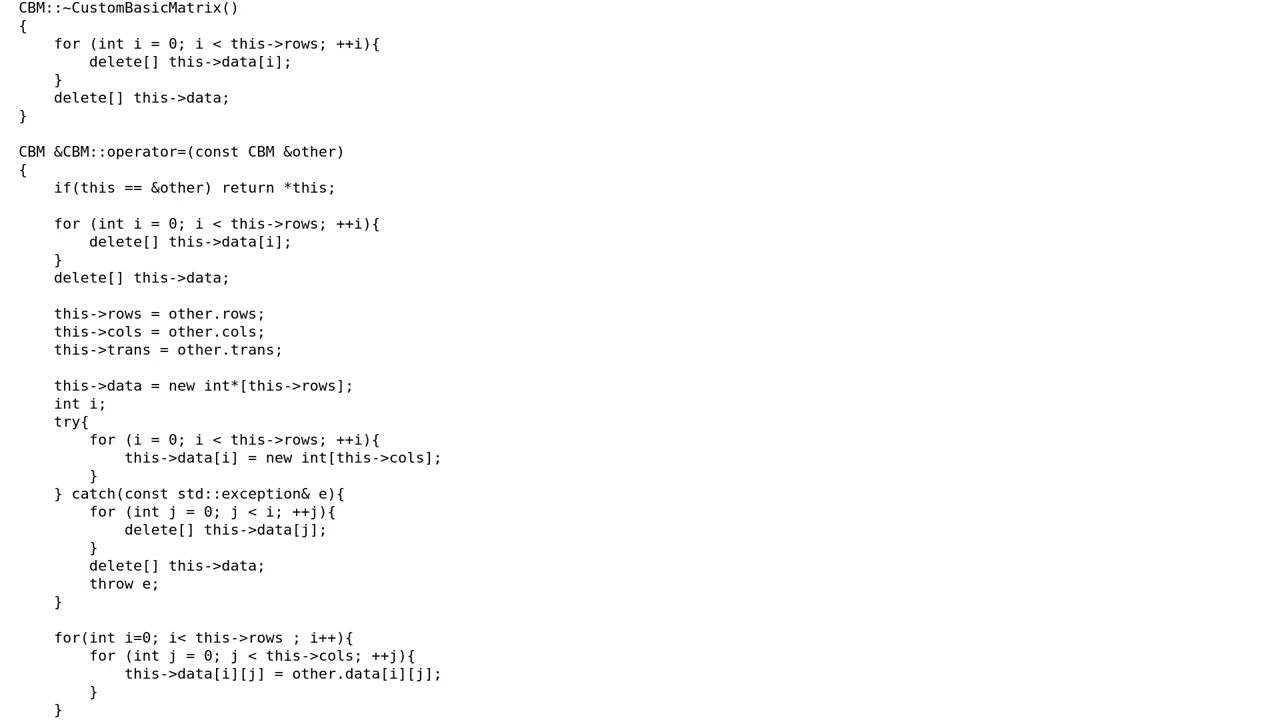 CBM::~CustomBasicMatrix()
{
    for (int i = 0; i < this->rows; ++i){
        delete[] this->data[i];
    }
    delete[] this->data;
}

CBM &CBM::operator=(const CBM &other)
{
    if(this == &other) return *this;

    for (int i = 0; i < this->rows; ++i){
        delete[] this->data[i];
    }
    delete[] this->data;

    this->rows = other.rows;
    this->cols = other.cols;
    this->trans = other.trans;

    this->data = new int*[this->rows];
    int i;
    try{
        for (i = 0; i < this->rows; ++i){
            this->data[i] = new int[this->cols];
        }
    } catch(const std::exception& e){
        for (int j = 0; j < i; ++j){
            delete[] this->data[j];
        }
        delete[] this->data;
        throw e;
    }

    for(int i=0; i< this->rows ; i++){
        for (int j = 0; j < this->cols; ++j){
            this->data[i][j] = other.data[i][j];
        }
    }